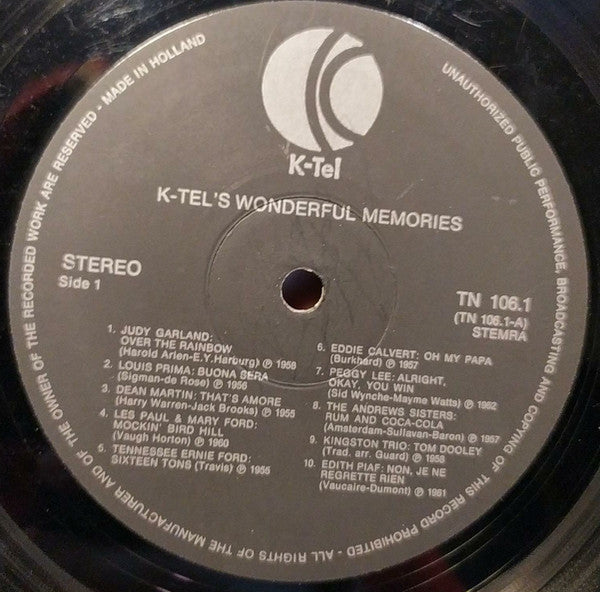 K-Tel
K-TEL'S WONDERFUL MEMORIES
STEREO
Side 1
TN 106.1
(TN 106.1-A)
STEMRA
1. JUDY GARLAND:
OVER THE RAINBOW
(Harold Arlen-E.Y.Harburg) ℗ 1958
2. LOUIS PRIMA: BUONA SERA
(Sigman-de Rose) ℗ 1956
3. DEAN MARTIN: THAT'S AMORE
(Harry Warren-Jack Brooks) ℗ 1955
4. LES PAUL & MARY FORD:
MOCKIN' BIRD HILL
(Vaugh Horton) ℗ 1960
5. TENNESSEE ERNIE FORD:
SIXTEEN TONS (Travis) ℗ 1955
6. EDDIE CALVERT: OH MY PAPA
(Burkhard) ℗ 1957
7. PEGGY LEE: ALRIGHT,
OKAY, YOU WIN
(Sid Wynche-Mayme Watts) ℗ 1962
8. THE ANDREWS SISTERS:
RUM AND COCA-COLA
(Amsterdam-Sullavan-Baron) ℗ 1957
9. KINGSTON TRIO: TOM DOOLEY
(Trad. arr. Guard) ℗ 1958
10. EDITH PIAF: NON, JE NE
REGRETTE RIEN
(Vaucaire-Dumont) ℗ 1961
ALL RIGHTS OF THE MANUFACTURER AND OF THE OWNER OF THE RECORDED WORK ARE RESERVED - MADE IN HOLLAND
UNAUTHORIZED PUBLIC PERFORMANCE, BROADCASTING AND COPYING OF THIS RECORD PROHIBITED -